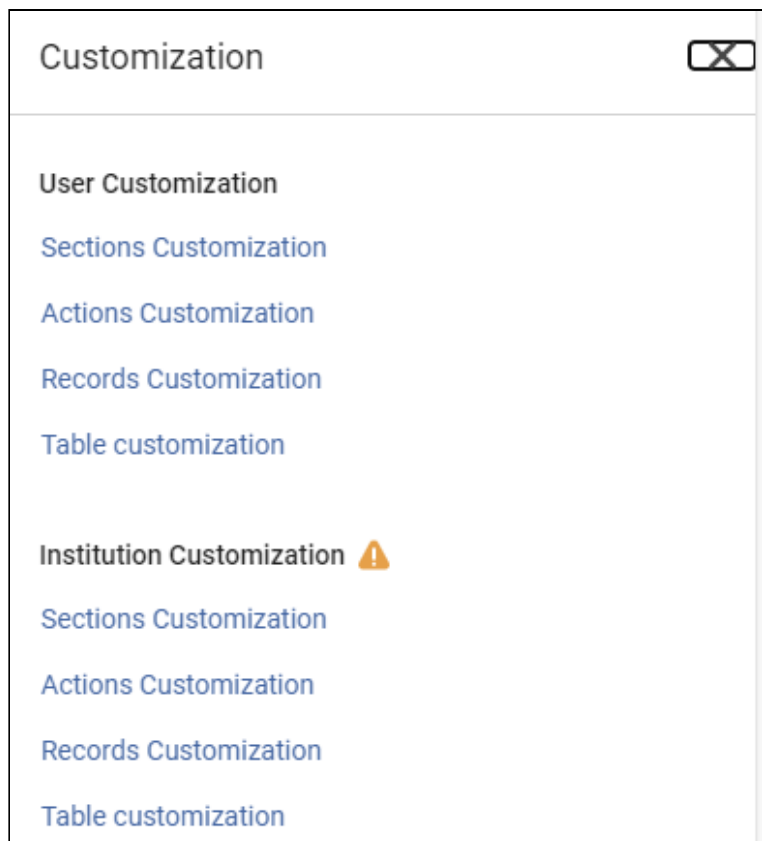 Customization
User Customization
Sections Customization
Actions Customization
Records Customization
Table customization
Institution Customization
Sections Customization
Actions Customization
Records Customization
Table customization